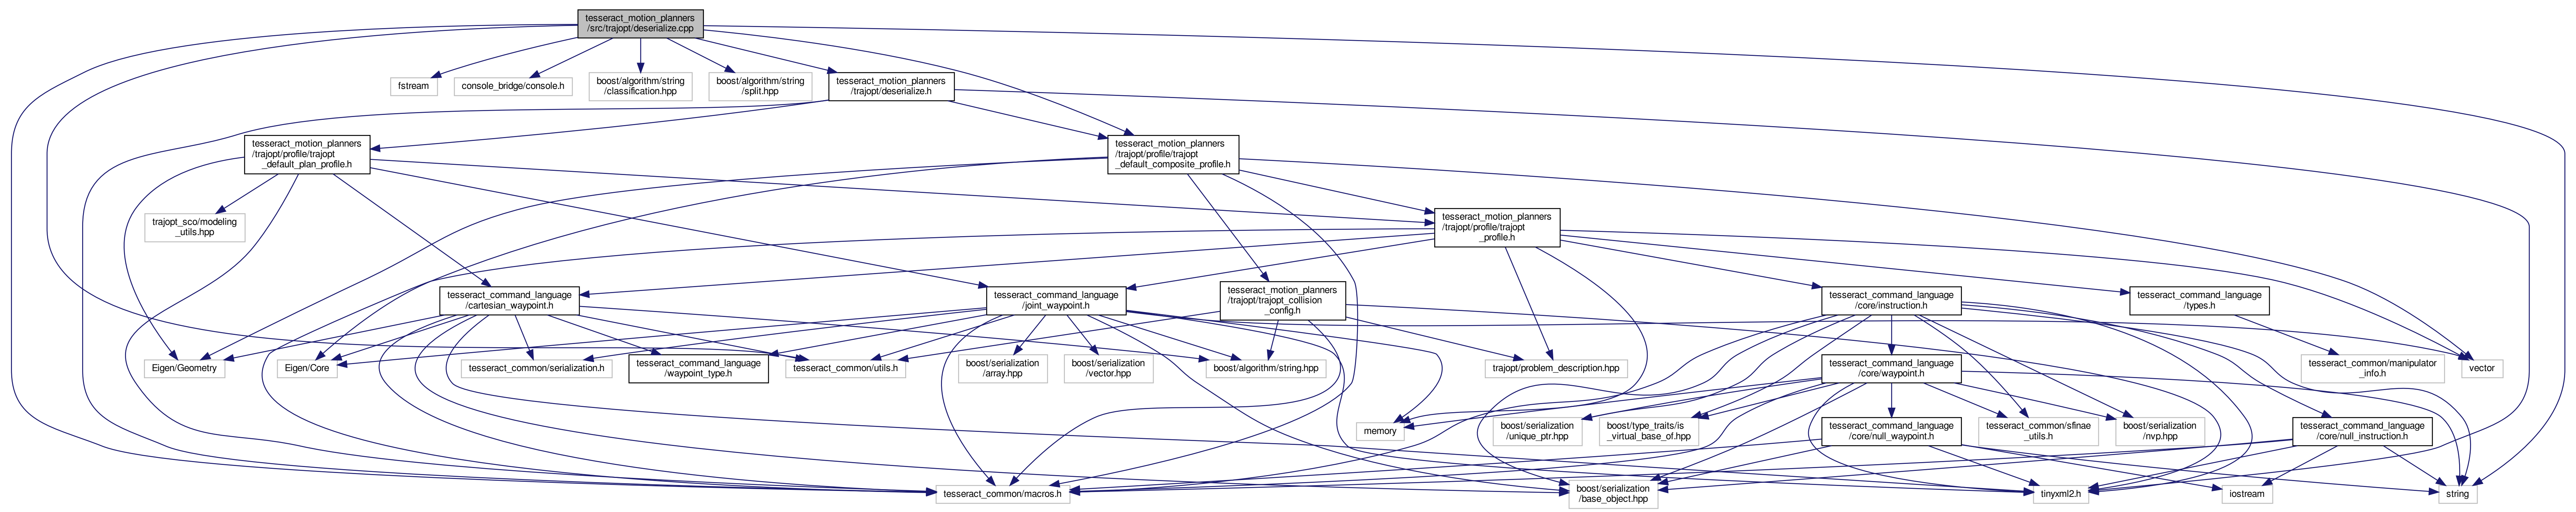 tesseract_motion_planners
/src/trajopt/deserialize.cpp
fstream
console_bridge/console.h
boost/algorithm/string
/classification.hpp
boost/algorithm/string
/split.hpp
tesseract_motion_planners
/trajopt/deserialize.h
tesseract_motion_planners
/trajopt/profile/trajopt
_default_plan_profile.h
tesseract_motion_planners
/trajopt/profile/trajopt
_default_composite_profile.h
trajopt_sco/modeling
_utils.hpp
tesseract_motion_planners
/trajopt/profile/trajopt
_profile.h
tesseract_command_language
/cartesian_waypoint.h
tesseract_command_language
/joint_waypoint.h
tesseract_motion_planners
/trajopt/trajopt_collision
_config.h
tesseract_command_language
/core/instruction.h
tesseract_command_language
/types.h
Eigen/Geometry
Eigen/Core
tesseract_common/serialization.h
tesseract_command_language
/waypoint_type.h
tesseract_common/utils.h
boost/serialization
/array.hpp
boost/serialization
/vector.hpp
boost/algorithm/string.hpp
trajopt/problem_description.hpp
tesseract_command_language
/core/waypoint.h
tesseract_common/manipulator
_info.h
vector
memory
boost/serialization
/unique_ptr.hpp
boost/type_traits/is
_virtual_base_of.hpp
tesseract_command_language
/core/null_waypoint.h
tesseract_common/sfinae
_utils.h
boost/serialization
/nvp.hpp
tesseract_command_language
/core/null_instruction.h
tesseract_common/macros.h
boost/serialization
/base_object.hpp
tinyxml2.h
iostream
string